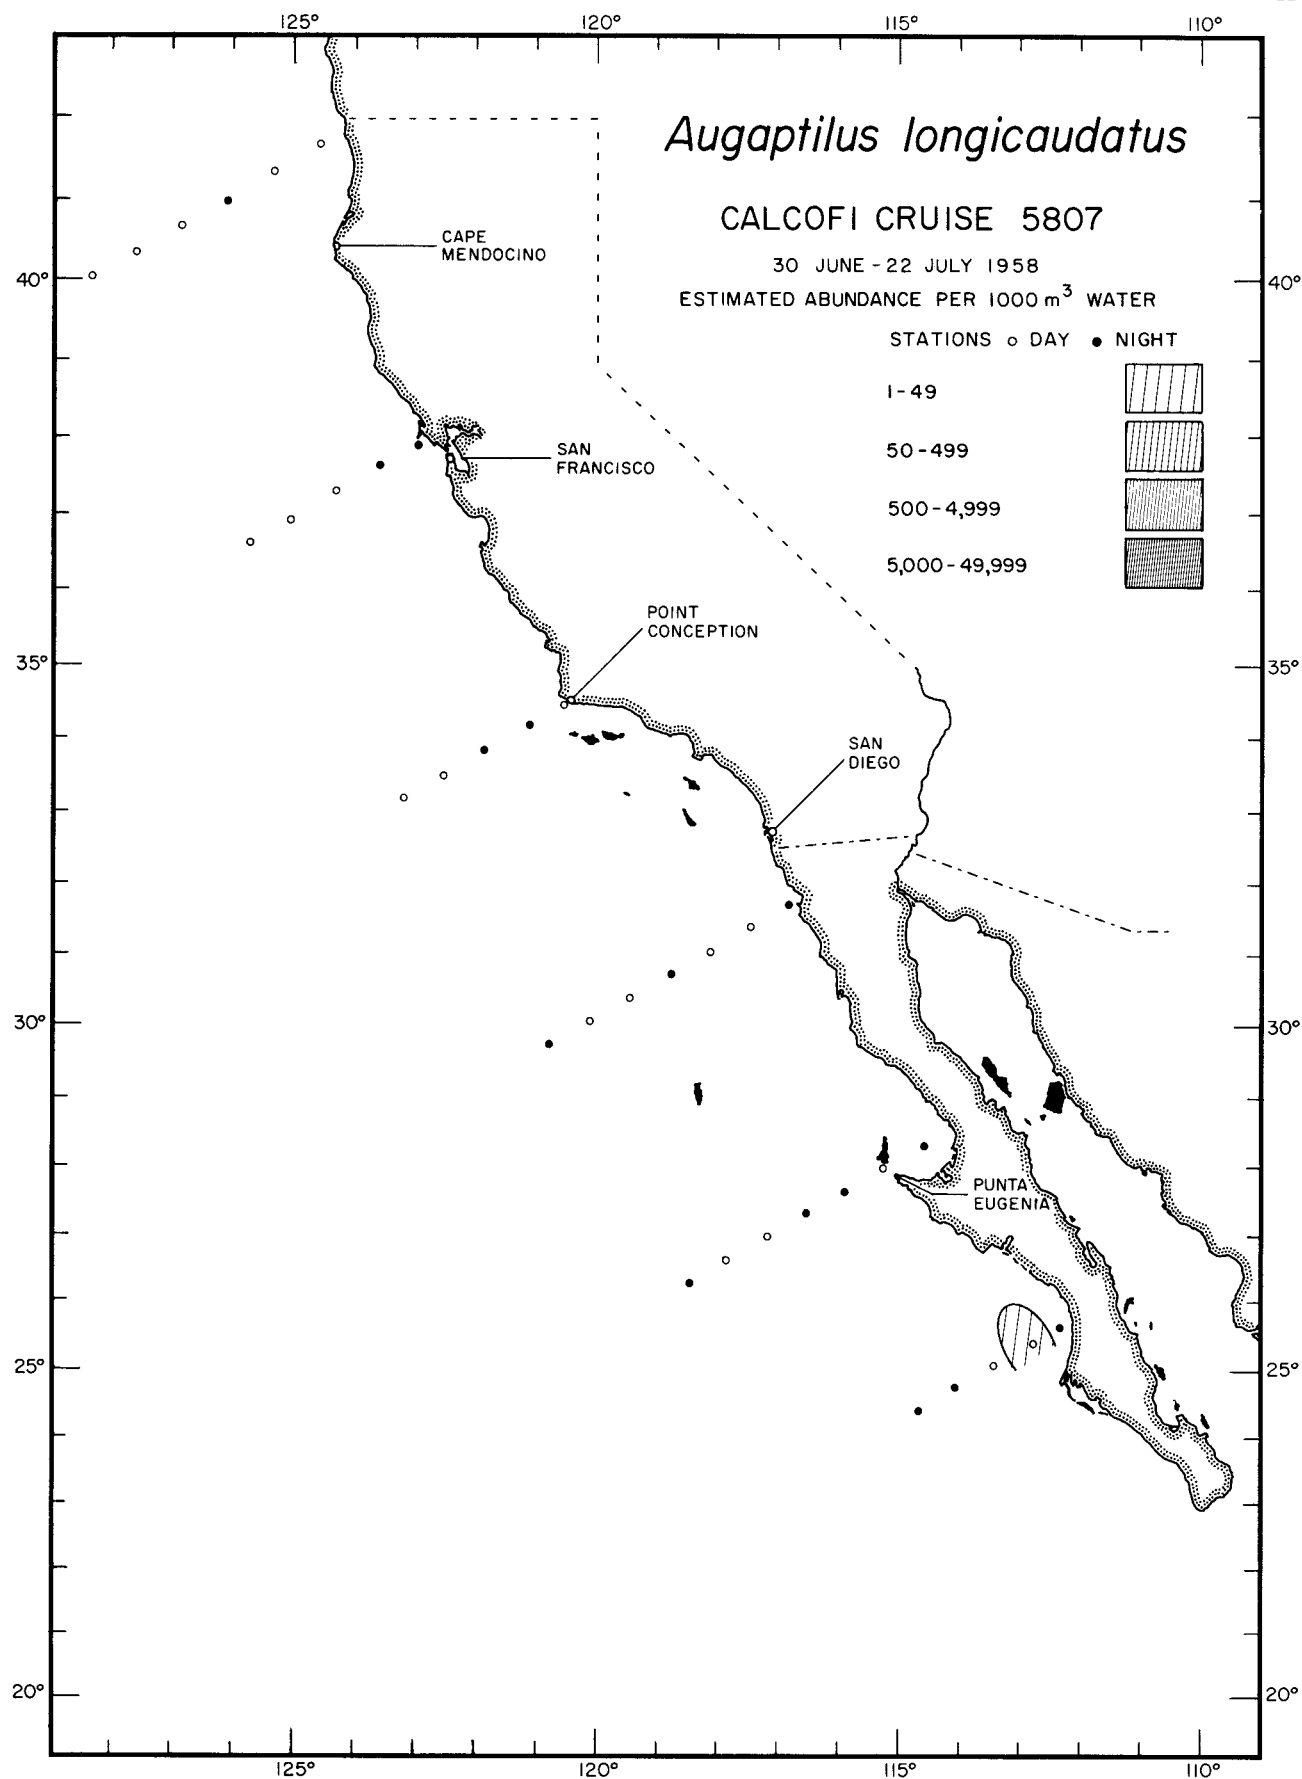 125° 120° 115° 110°
Augaptilus longicaudatus
CALCOFI CRUISE 5807
30 JUNE - 22 JULY 1958
ESTIMATED ABUNDANCE PER 1000 m³ WATER
STATIONS ○ DAY ● NIGHT
1-49
50-499
500-4,999
5,000-49,999
CAPE
MENDOCINO
40° 40°
SAN
FRANCISCO
POINT
CONCEPTION
35° 35°
SAN
DIEGO
30° 30°
PUNTA
EUGENIA
25° 25°
20° 20°
125° 120° 115° 110°